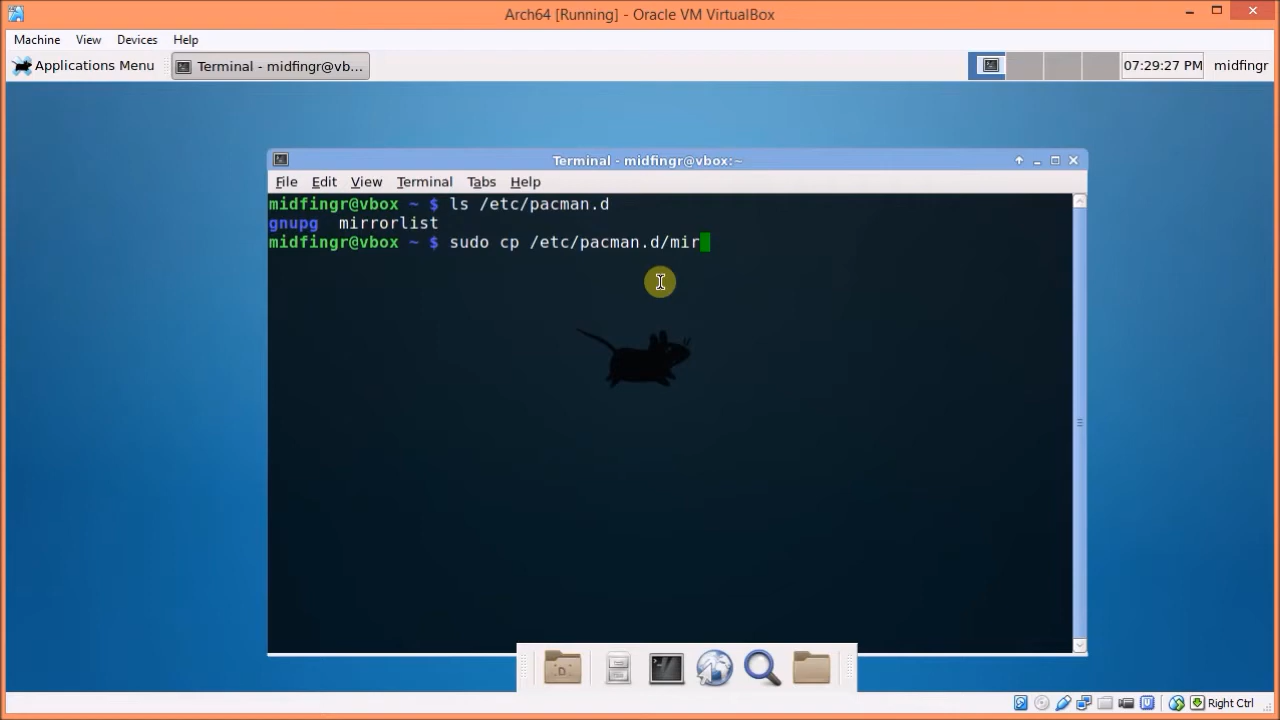 Arch64 [Running] - Oracle VM VirtualBox
Machine View Devices Help
Applications Menu Terminal - midfingr@vb... 07:29:27 PM midfingr
Terminal - midfingr@vbox:~
File Edit View Terminal Tabs Help
midfingr@vbox ~ $ ls /etc/pacman.d
gnupg mirrorlist
midfingr@vbox ~ $ sudo cp /etc/pacman.d/mir
D
Right Ctrl